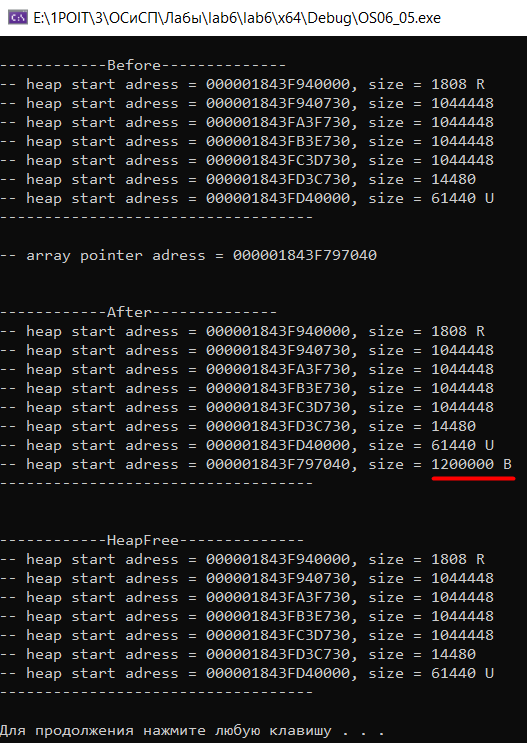 E:\1POIT\3\ОСиСП\Лабы\lab6\lab6\x64\Debug\OS06_05.exe
------------Before--------------
-- heap start adress = 000001843F940000, size = 1808 R
-- heap start adress = 000001843F940730, size = 1044448
-- heap start adress = 000001843FA3F730, size = 1044448
-- heap start adress = 000001843FB3E730, size = 1044448
-- heap start adress = 000001843FC3D730, size = 1044448
-- heap start adress = 000001843FD3C730, size = 14480
-- heap start adress = 000001843FD40000, size = 61440 U
-----------------------------------
-- array pointer adress = 000001843F797040
------------After--------------
-- heap start adress = 000001843F940000, size = 1808 R
-- heap start adress = 000001843F940730, size = 1044448
-- heap start adress = 000001843FA3F730, size = 1044448
-- heap start adress = 000001843FB3E730, size = 1044448
-- heap start adress = 000001843FC3D730, size = 1044448
-- heap start adress = 000001843FD3C730, size = 14480
-- heap start adress = 000001843FD40000, size = 61440 U
-- heap start adress = 000001843F797040, size = 1200000 B
-----------------------------------
------------HeapFree--------------
-- heap start adress = 000001843F940000, size = 1808 R
-- heap start adress = 000001843F940730, size = 1044448
-- heap start adress = 000001843FA3F730, size = 1044448
-- heap start adress = 000001843FB3E730, size = 1044448
-- heap start adress = 000001843FC3D730, size = 1044448
-- heap start adress = 000001843FD3C730, size = 14480
-- heap start adress = 000001843FD40000, size = 61440 U
-----------------------------------
Для продолжения нажмите любую клавишу . . .